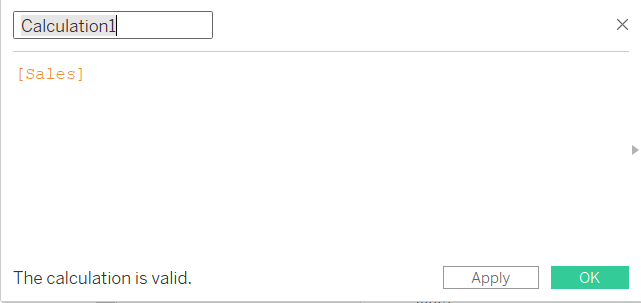 Calculation1
[Sales]
The calculation is valid.
Apply
OK